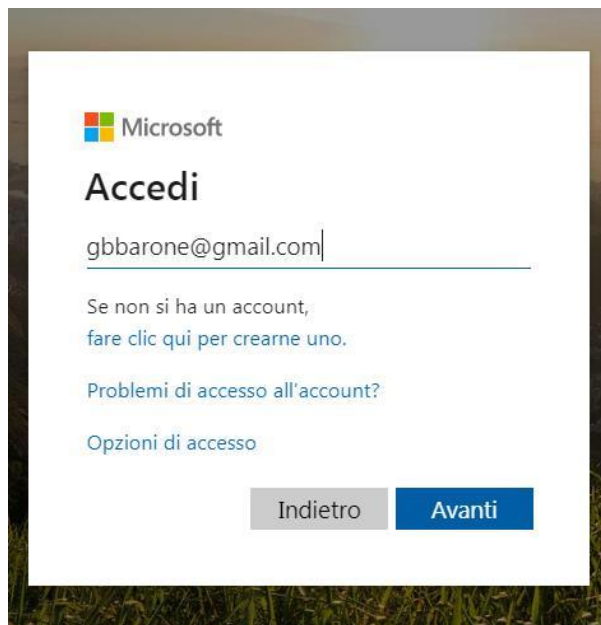 Microsoft
Accedi
gbbarone@gmail.com
Se non si ha un account,
fare clic qui per crearne uno.
Problemi di accesso all'account?
Opzioni di accesso
Indietro
Avanti